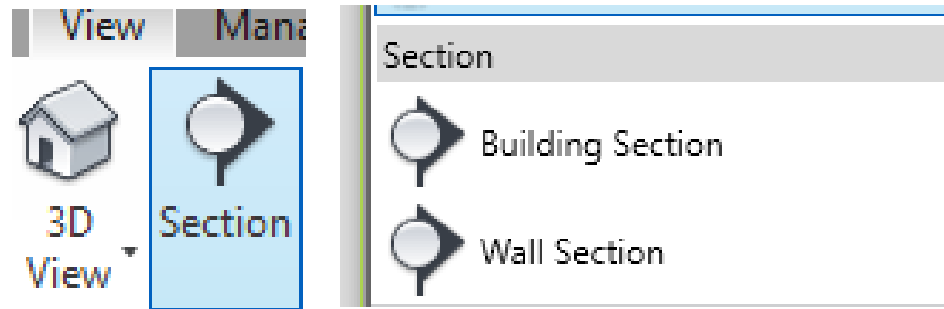 View Mana
3D
View
Section
Section
Building Section
Wall Section